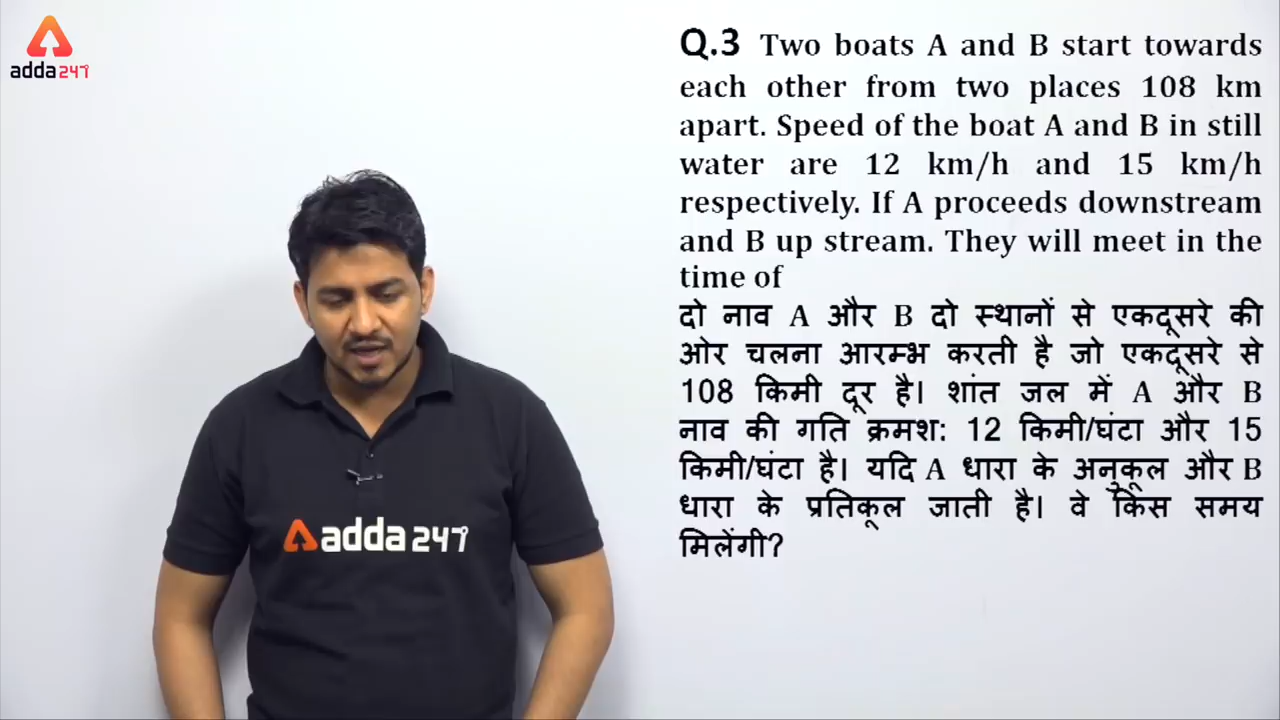 adda247
Q.3 Two boats A and B start towards
each other from two places 108 km
apart. Speed of the boat A and B in still
water are 12 km/h and 15 km/h
respectively. If A proceeds downstream
and B up stream. They will meet in the
time of
दो नाव A और B दो स्थानों से एकदूसरे की
ओर चलना आरम्भ करती है जो एकदूसरे से
108 किमी दूर है। शांत जल में A और B
नाव की गति क्रमश: 12 किमी/घंटा और 15
किमी/घंटा है। यदि A धारा के अनुकूल और B
धारा के प्रतिकूल जाती है। वे किस समय
मिलेंगी?
adda247